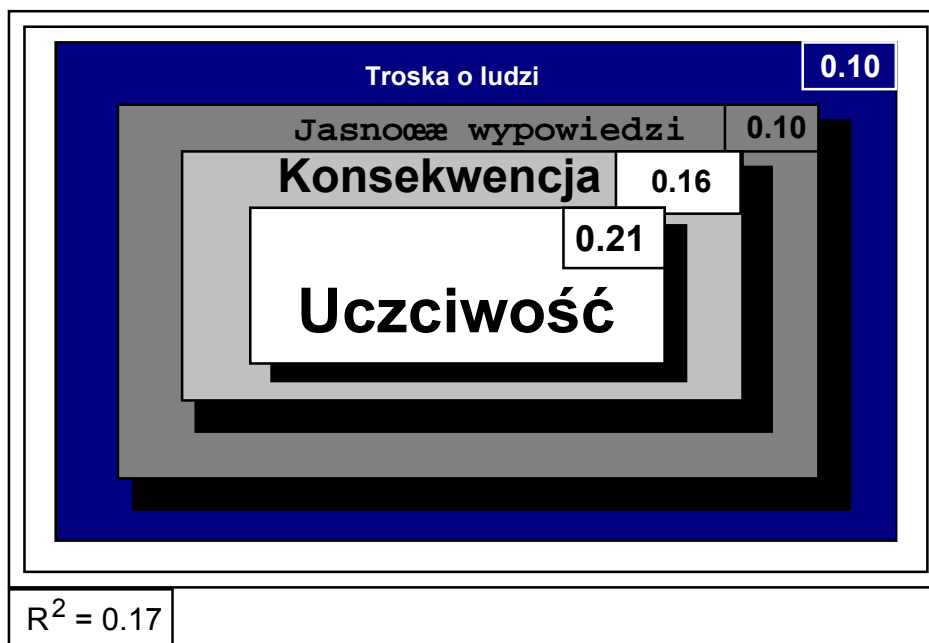 Troska o ludzi 0.10
Jasnoœæ wypowiedzi 0.10
Konsekwencja 0.16
0.21
Uczciwość
R² = 0.17